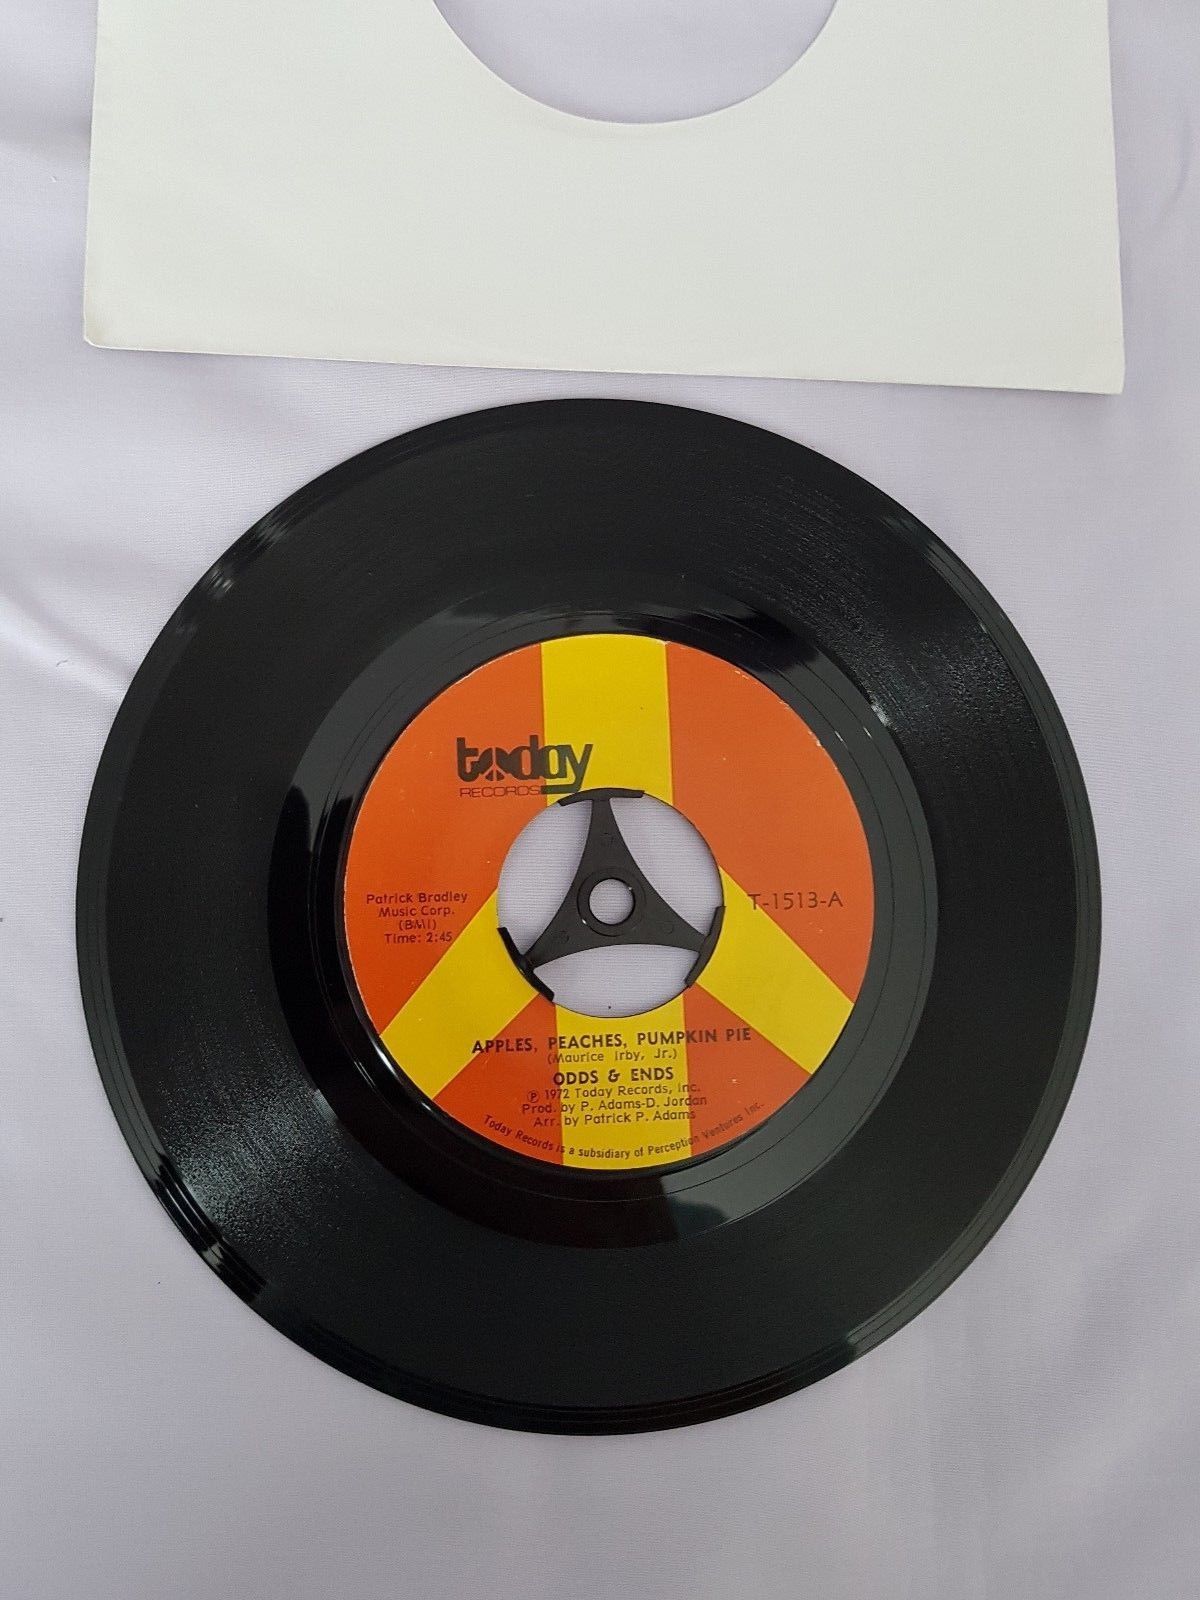 today
RECORDS
Patrick Bradley
Music Corp.
(BMI)
Time: 2:45
T-1513-A
APPLES, PEACHES, PUMPKIN PIE
(Maurice Irby, Jr.)
ODDS & ENDS
℗ 1972 Today Records, Inc.
Prod. by P. Adams-D. Jordan
Arr. by Patrick P. Adams
Today Records is a subsidiary of Perception Ventures Inc.